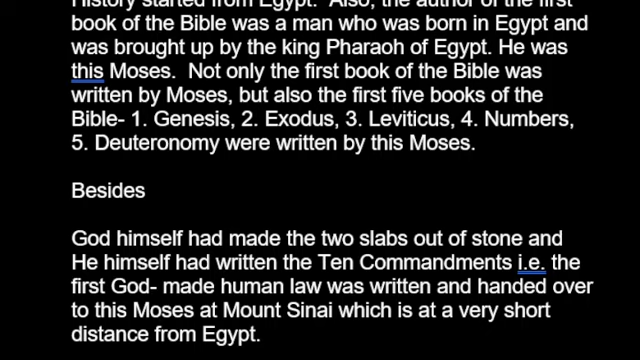 History started from Egypt. Also, the author of the first
book of the Bible was a man who was born in Egypt and
was brought up by the king Pharaoh of Egypt. He was
this Moses. Not only the first book of the Bible was
written by Moses, but also the first five books of the
Bible- 1. Genesis, 2. Exodus, 3. Leviticus, 4. Numbers,
5. Deuteronomy were written by this Moses.
Besides
God himself had made the two slabs out of stone and
He himself had written the Ten Commandments i.e. the
first God- made human law was written and handed over
to this Moses at Mount Sinai which is at a very short
distance from Egypt.